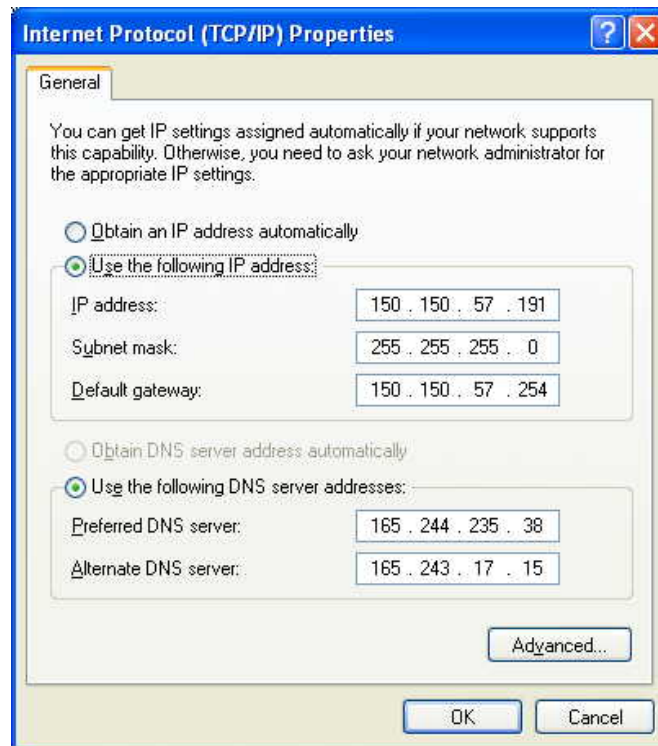 Internet Protocol (TCP/IP) Properties
General
You can get IP settings assigned automatically if your network supports
this capability. Otherwise, you need to ask your network administrator for
the appropriate IP settings.
Obtain an IP address automatically
Use the following IP address:
IP address: 150 . 150 . 57 . 191
Subnet mask: 255 . 255 . 255 . 0
Default gateway: 150 . 150 . 57 . 254
Obtain DNS server address automatically
Use the following DNS server addresses:
Preferred DNS server: 165 . 244 . 235 . 38
Alternate DNS server: 165 . 243 . 17 . 15
Advanced...
OK Cancel